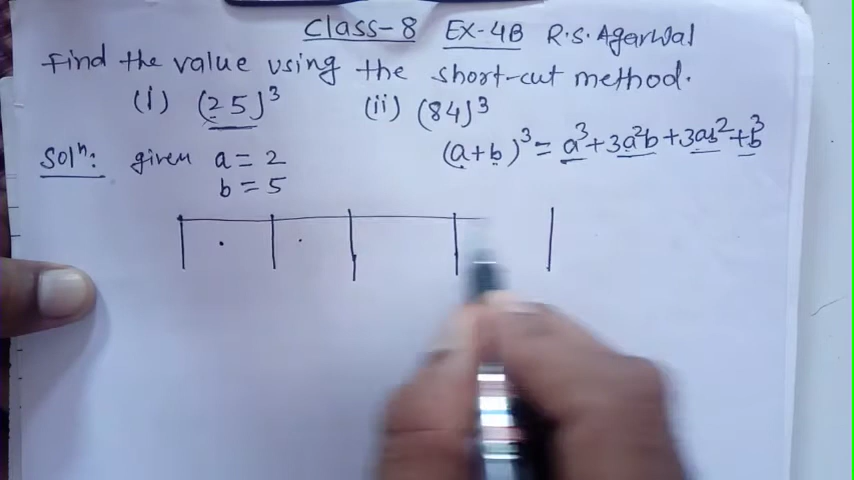 Class-8 EX-4B R.S. Agarwal
Find the value using the short-cut method.
(i) (25)³ (ii) (84)³
(a+b)³ = a³+3a²b+3ab²+b³
Solⁿ: given a = 2
b = 5